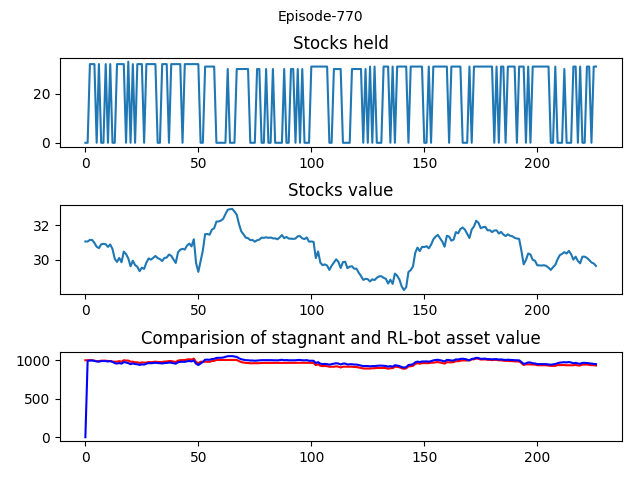 Episode-770
Stocks held
20
0
0 50 100 150 200
Stocks value
32
30
0 50 100 150 200
Comparision of stagnant and RL-bot asset value
1000
500
0
0 50 100 150 200